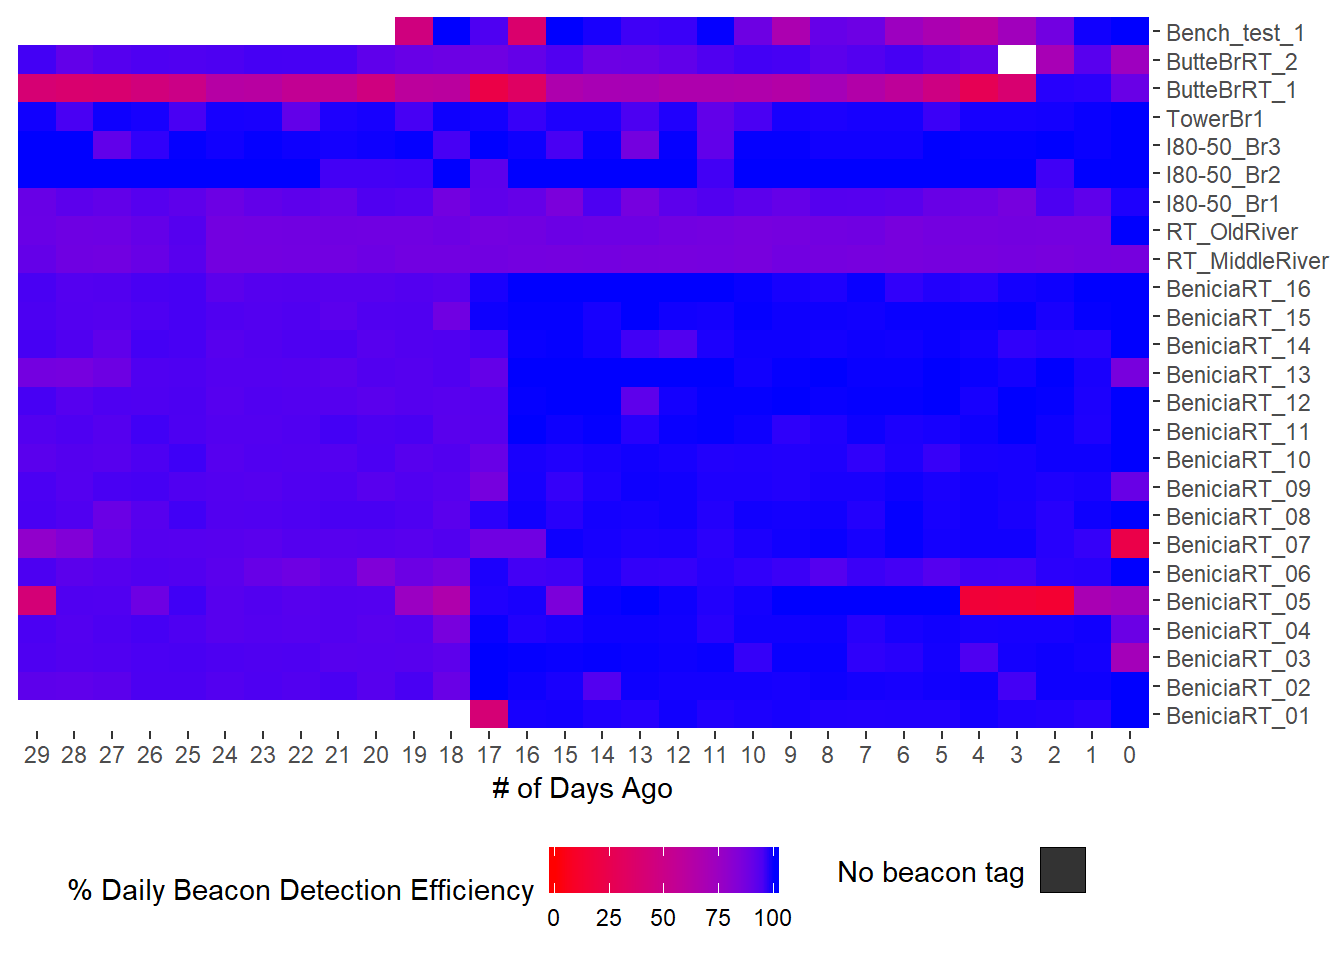 Bench_test_1
ButteBrRT_2
ButteBrRT_1
TowerBr1
I80-50_Br3
I80-50_Br2
I80-50_Br1
RT_OldRiver
RT_MiddleRiver
BeniciaRT_16
BeniciaRT_15
BeniciaRT_14
BeniciaRT_13
BeniciaRT_12
BeniciaRT_11
BeniciaRT_10
BeniciaRT_09
BeniciaRT_08
BeniciaRT_07
BeniciaRT_06
BeniciaRT_05
BeniciaRT_04
BeniciaRT_03
BeniciaRT_02
BeniciaRT_01
29 28 27 26 25 24 23 22 21 20 19 18 17 16 15 14 13 12 11 10 9 8 7 6 5 4 3 2 1 0
# of Days Ago
% Daily Beacon Detection Efficiency
0 25 50 75 100
No beacon tag